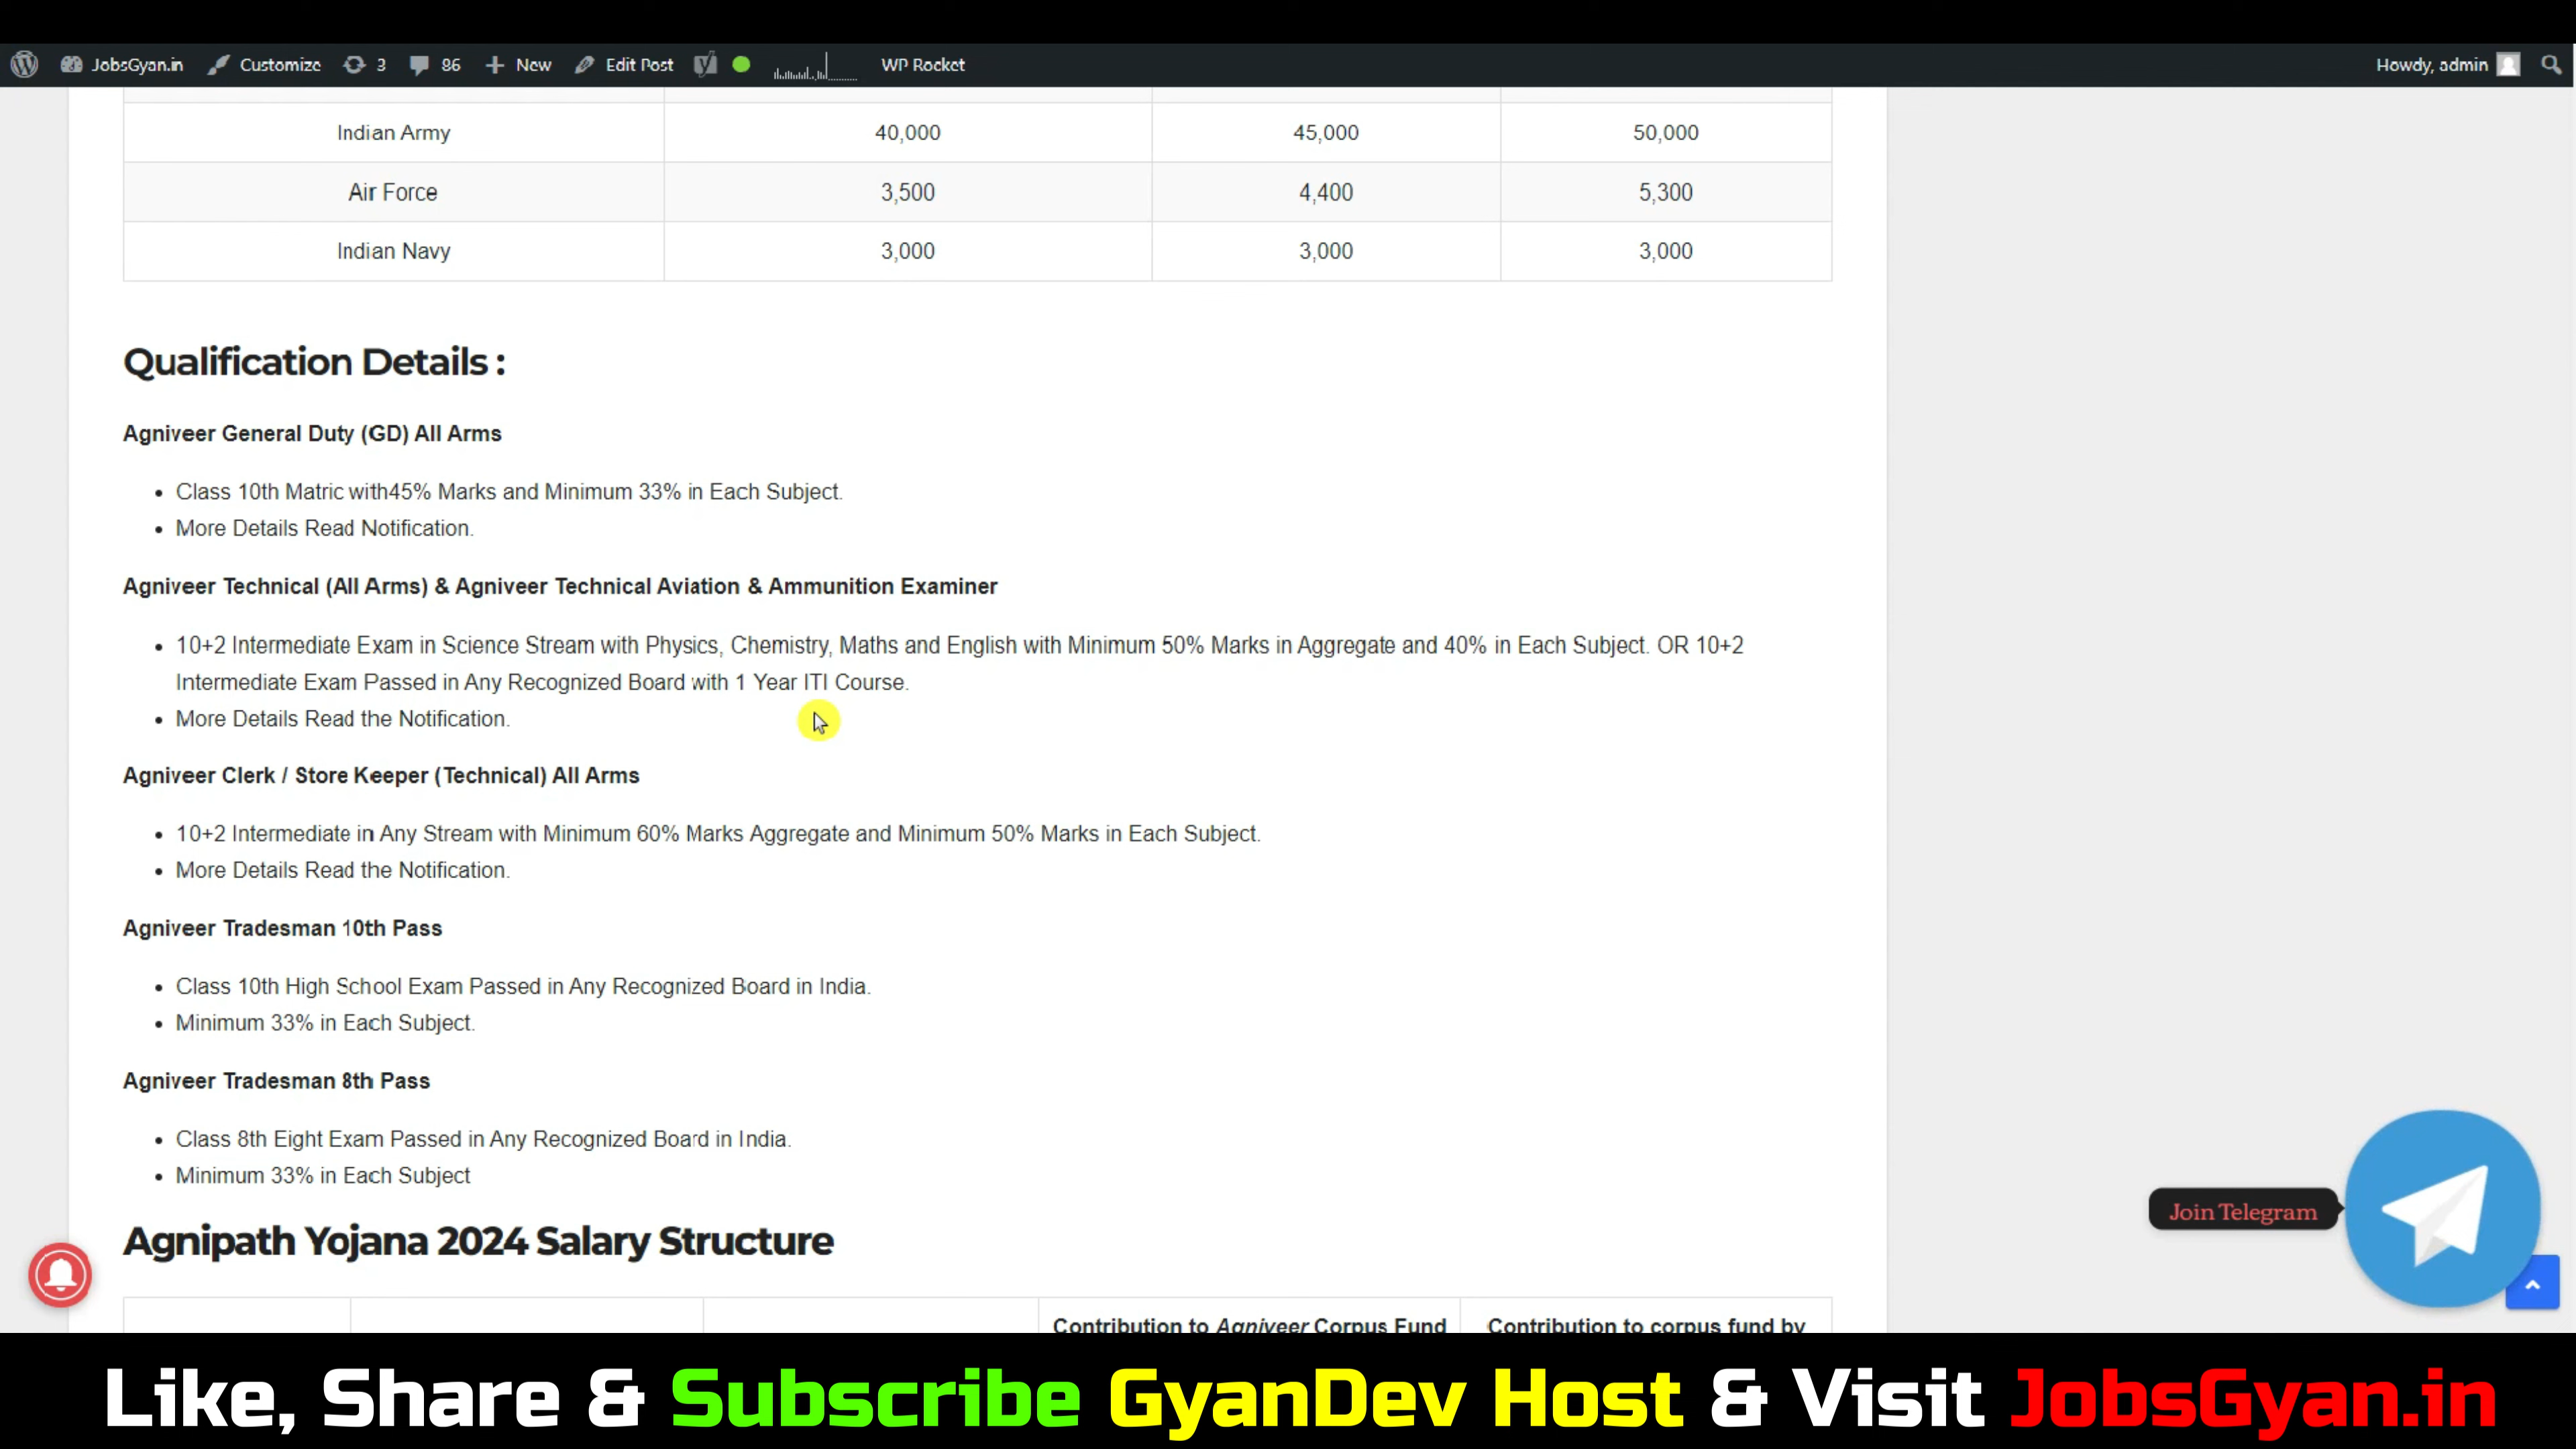 JobsGyan.in Customize 3 86 New Edit Post WP Rocket Howdy, admin
Indian Army 40,000 45,000 50,000
Air Force 3,500 4,400 5,300
Indian Navy 3,000 3,000 3,000
Qualification Details :
Agniveer General Duty (GD) All Arms
• Class 10th Matric with45% Marks and Minimum 33% in Each Subject.
• More Details Read Notification.
Agniveer Technical (All Arms) & Agniveer Technical Aviation & Ammunition Examiner
• 10+2 Intermediate Exam in Science Stream with Physics, Chemistry, Maths and English with Minimum 50% Marks in Aggregate and 40% in Each Subject. OR 10+2
Intermediate Exam Passed in Any Recognized Board with 1 Year ITI Course.
• More Details Read the Notification.
Agniveer Clerk / Store Keeper (Technical) All Arms
• 10+2 Intermediate in Any Stream with Minimum 60% Marks Aggregate and Minimum 50% Marks in Each Subject.
• More Details Read the Notification.
Agniveer Tradesman 10th Pass
• Class 10th High School Exam Passed in Any Recognized Board in India.
• Minimum 33% in Each Subject.
Agniveer Tradesman 8th Pass
• Class 8th Eight Exam Passed in Any Recognized Board in India.
• Minimum 33% in Each Subject
Join Telegram
Agnipath Yojana 2024 Salary Structure
Contribution to Agniveer Corpus Fund Contribution to corpus fund by
Like, Share & Subscribe GyanDev Host & Visit JobsGyan.in